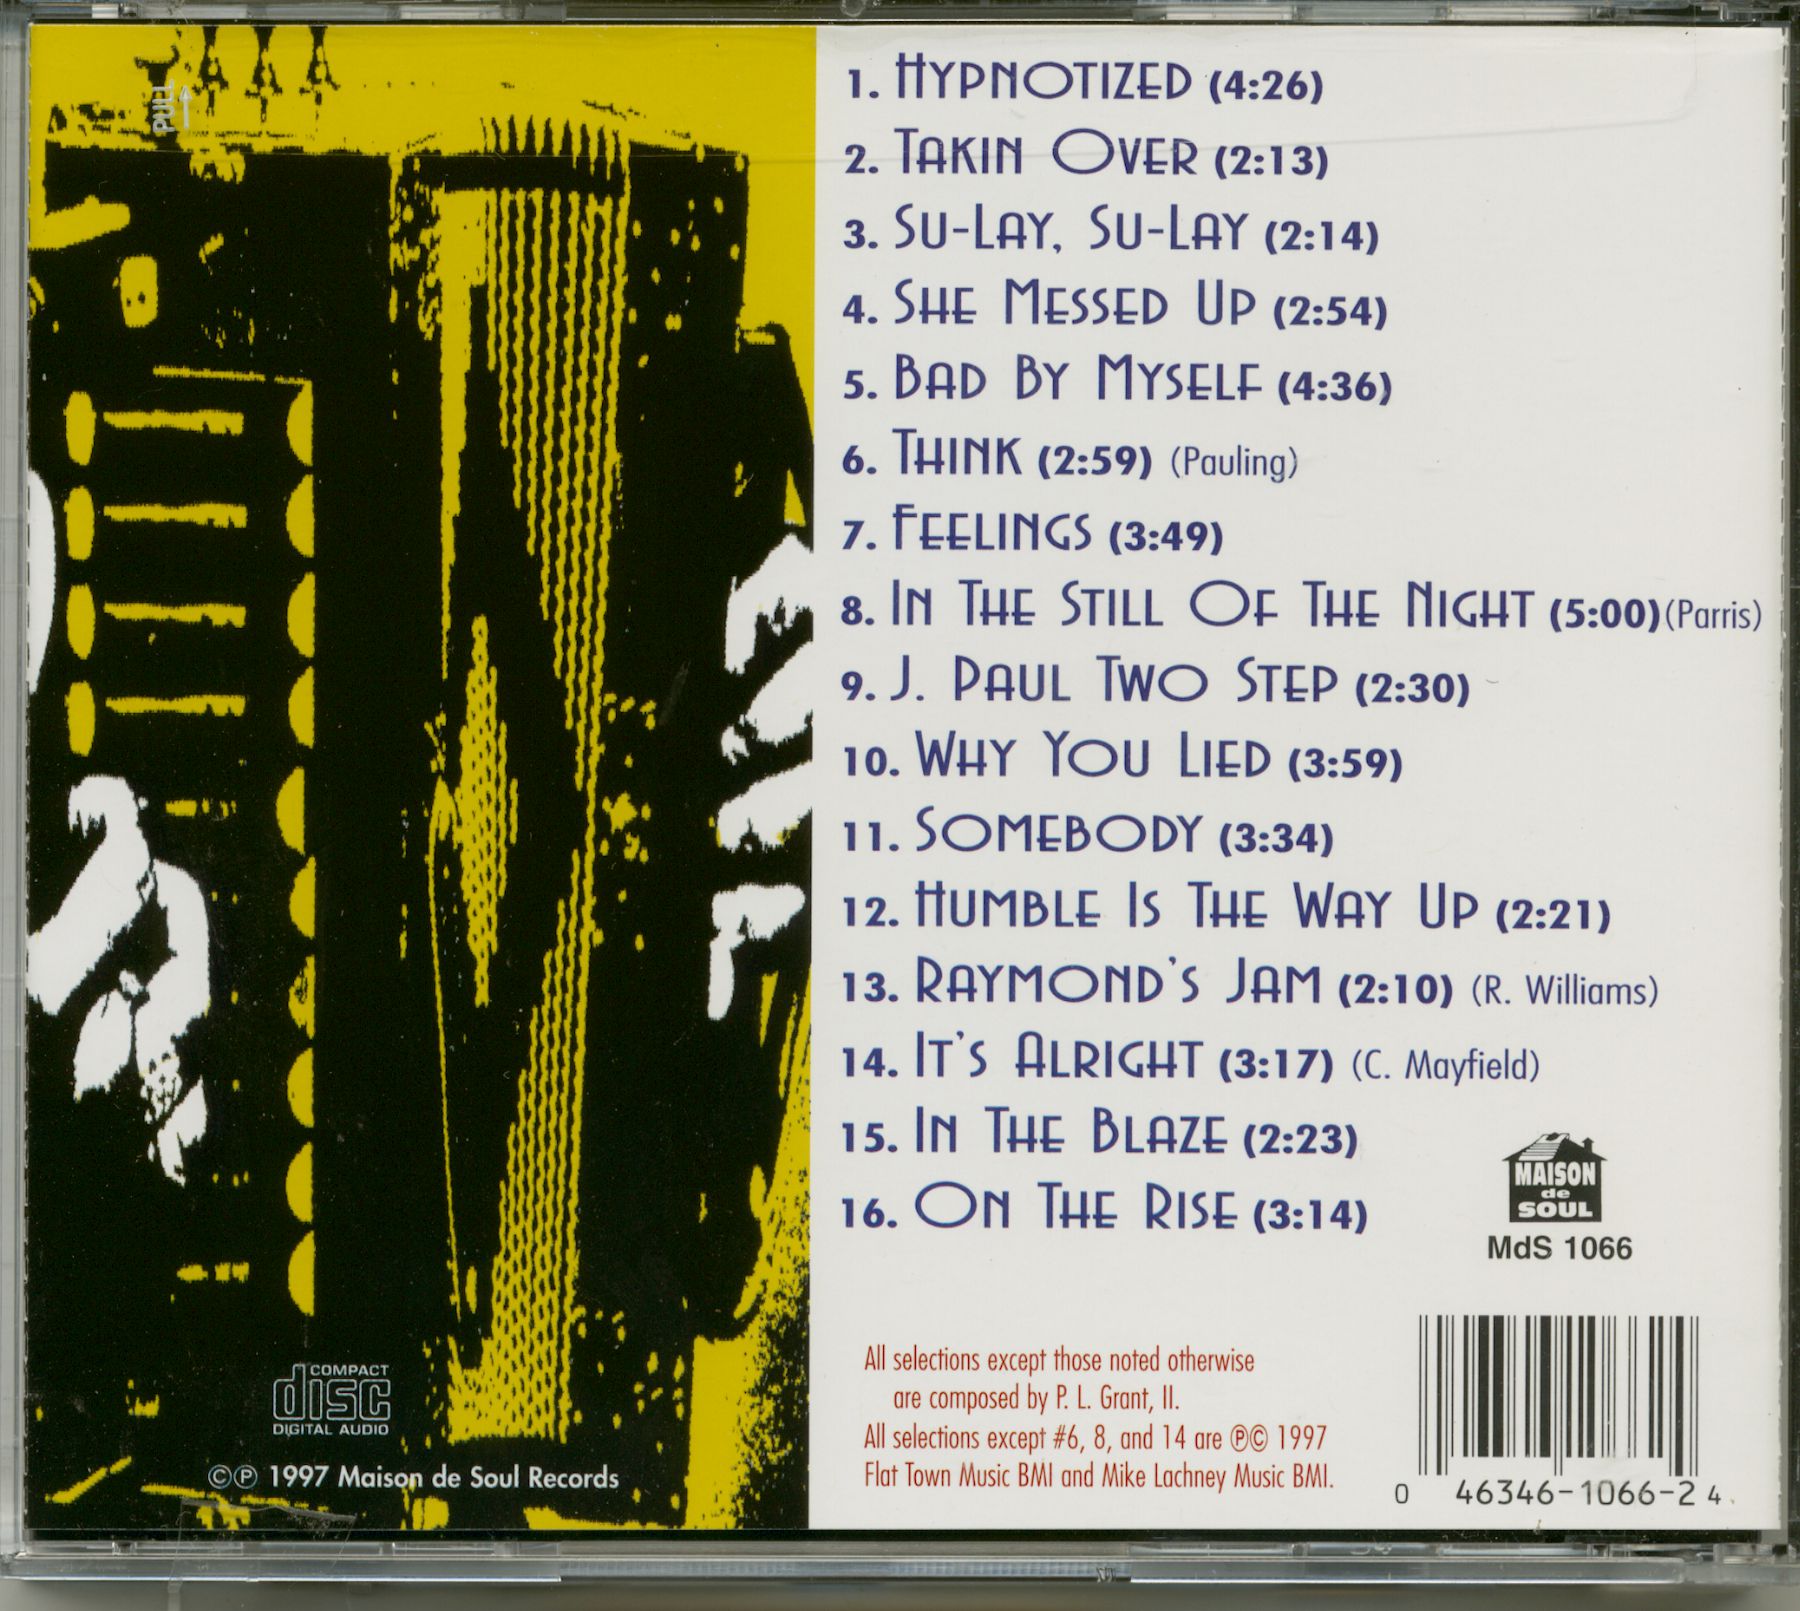 PULL
1. Hypnotized (4:26)
2. Takin Over (2:13)
3. Su-Lay, Su-Lay (2:14)
4. She Messed Up (2:54)
5. Bad By Myself (4:36)
6. Think (2:59) (Pauling)
7. Feelings (3:49)
8. In The Still Of The Night (5:00) (Parris)
9. J. Paul Two Step (2:30)
10. Why You Lied (3:59)
11. Somebody (3:34)
12. Humble Is The Way Up (2:21)
13. Raymond's Jam (2:10) (R. Williams)
14. It's Alright (3:17) (C. Mayfield)
15. In The Blaze (2:23)
16. On The Rise (3:14)
MAISON
de
SOUL
MdS 1066
All selections except those noted otherwise
are composed by P. L. Grant, II.
All selections except #6, 8, and 14 are ℗© 1997
Flat Town Music BMI and Mike Lachney Music BMI.
0 46346-1066-2 4
COMPACT
disc
DIGITAL AUDIO
©℗ 1997 Maison de Soul Records